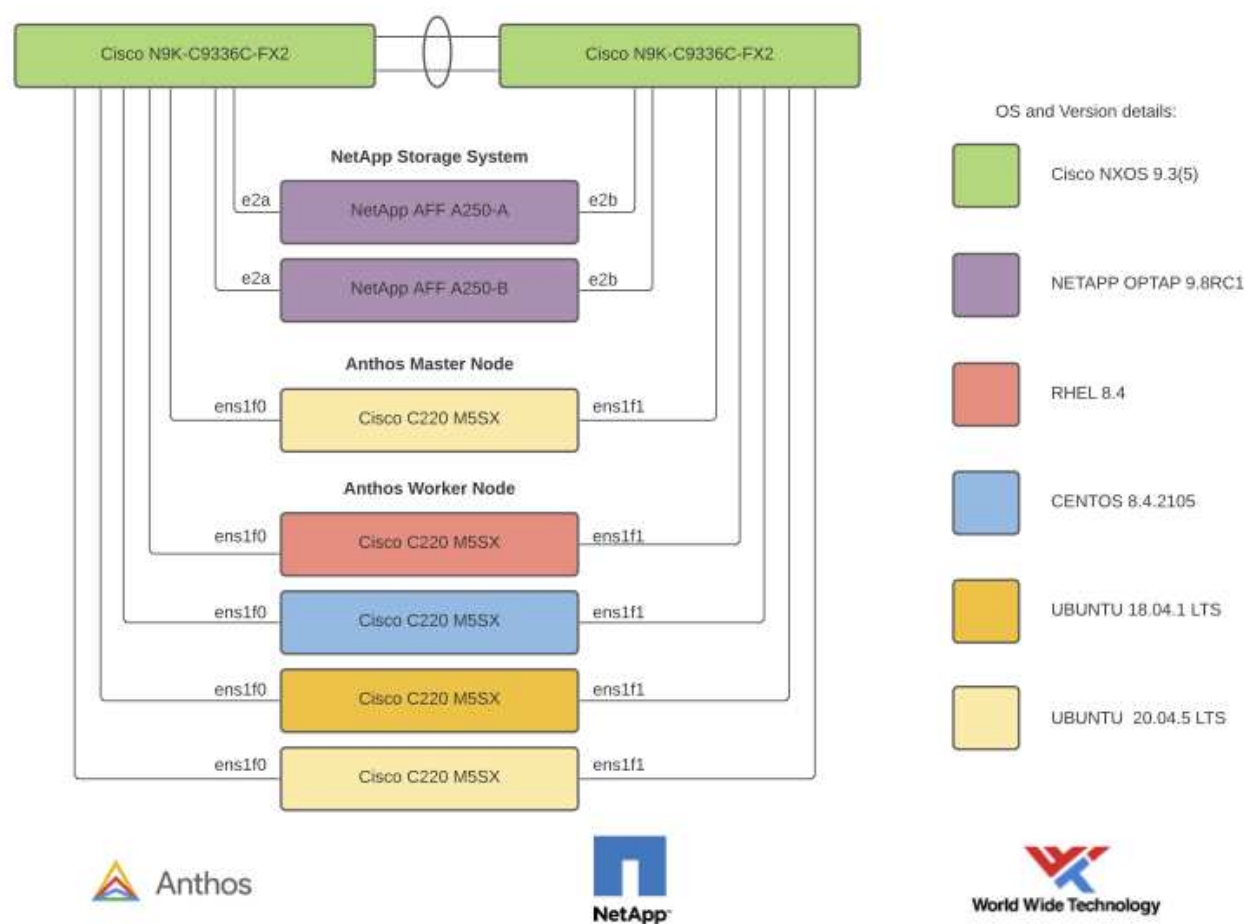 Cisco N9K-C9336C-FX2
Cisco N9K-C9336C-FX2
OS and Version details:
Cisco NXOS 9.3(5)
NETAPP OPTAP 9.8RC1
RHEL 8.4
CENTOS 8.4.2105
UBUNTU 18.04.1 LTS
UBUNTU 20.04.5 LTS
NetApp Storage System
e2a
NetApp AFF A250-A
e2b
e2a
NetApp AFF A250-B
e2b
Anthos Master Node
ens1f0
Cisco C220 M5SX
ens1f1
Anthos Worker Node
ens1f0
Cisco C220 M5SX
ens1f1
ens1f0
Cisco C220 M5SX
ens1f1
ens1f0
Cisco C220 M5SX
ens1f1
ens1f0
Cisco C220 M5SX
ens1f1
Anthos
NetApp
World Wide Technology